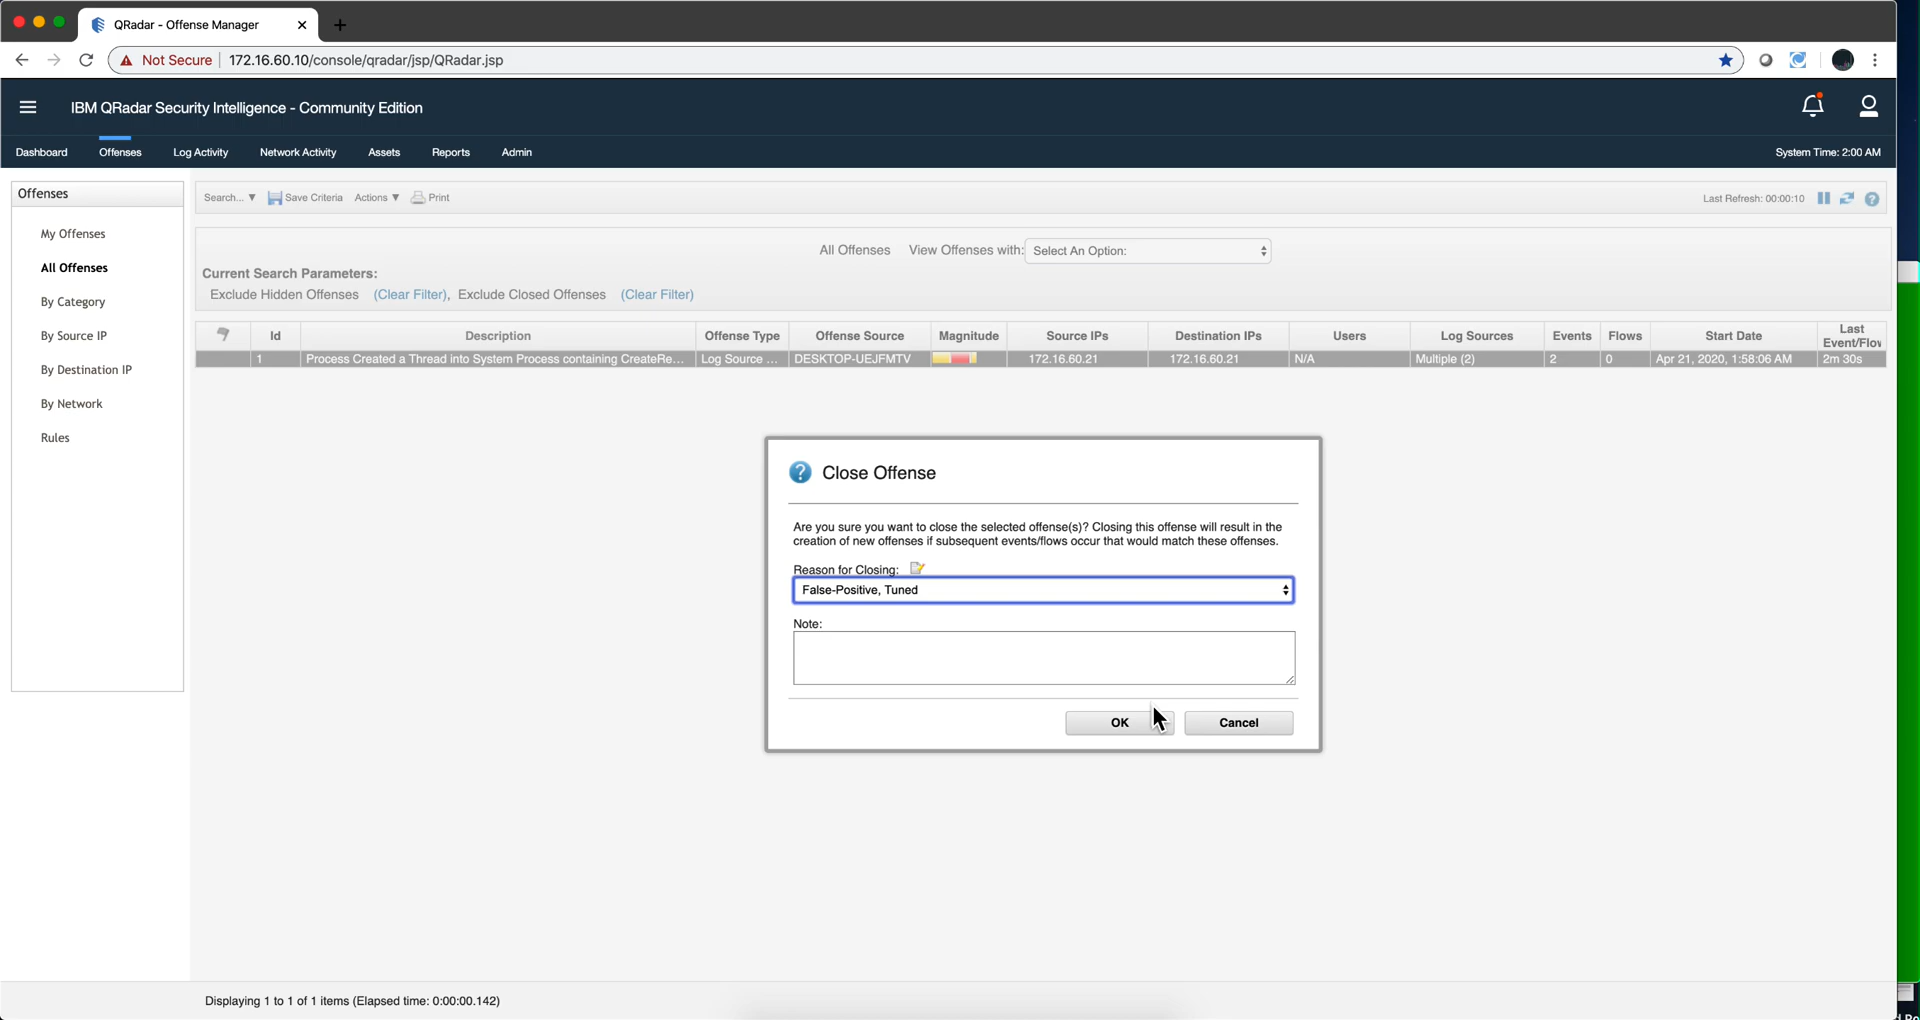 QRadar - Offense Manager
Not Secure 172.16.60.10/console/qradar/jsp/QRadar.jsp
IBM QRadar Security Intelligence - Community Edition
Dashboard Offenses Log Activity Network Activity Assets Reports Admin System Time: 2:00 AM
Offenses
My Offenses
All Offenses
By Category
By Source IP
By Destination IP
By Network
Rules
Search... Save Criteria Actions Print Last Refresh: 00:00:10
All Offenses View Offenses with: Select An Option:
Current Search Parameters:
Exclude Hidden Offenses (Clear Filter), Exclude Closed Offenses (Clear Filter)
Id Description Offense Type Offense Source Magnitude Source IPs Destination IPs Users Log Sources Events Flows Start Date Last Event/Flow
1 Process Created a Thread into System Process containing CreateRe... Log Source ... DESKTOP-UEJFMTV 172.16.60.21 172.16.60.21 N/A Multiple (2) 2 0 Apr 21, 2020, 1:58:06 AM 2m 30s
Close Offense
Are you sure you want to close the selected offense(s)? Closing this offense will result in the
creation of new offenses if subsequent events/flows occur that would match these offenses.
Reason for Closing:
False-Positive, Tuned
Note:
OK Cancel
Displaying 1 to 1 of 1 items (Elapsed time: 0:00:00.142)